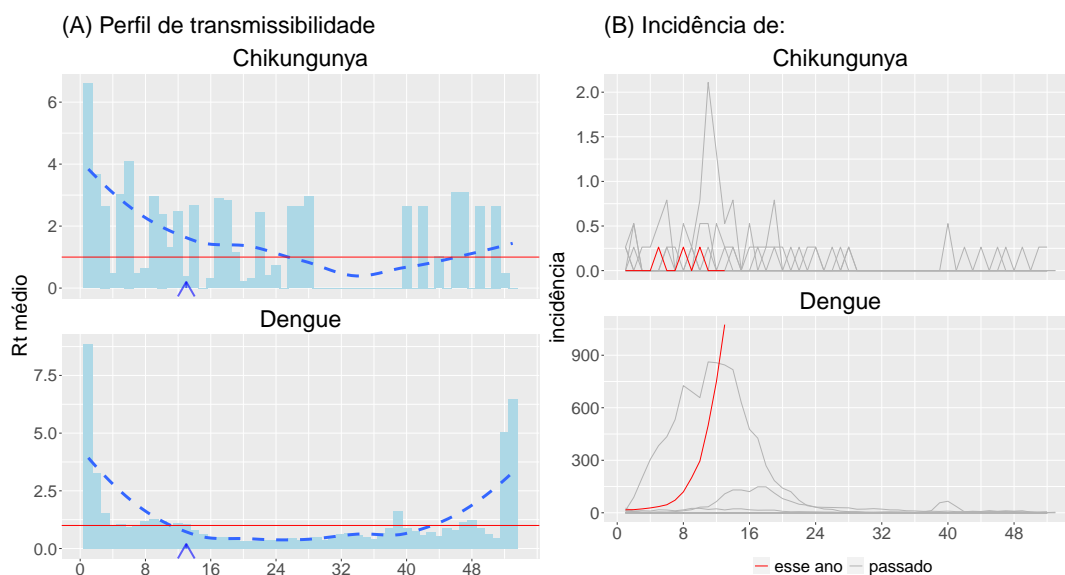 (A) Perfil de transmissibilidade
Chikungunya
6
4
2
0
Dengue
7.5
5.0
2.5
0.0
0 8 16 24 32 40 48
Rt médio
(B) Incidência de:
Chikungunya
2.0
1.5
1.0
0.5
0.0
Dengue
900
600
300
0
0 8 16 24 32 40 48
incidência
esse ano passado